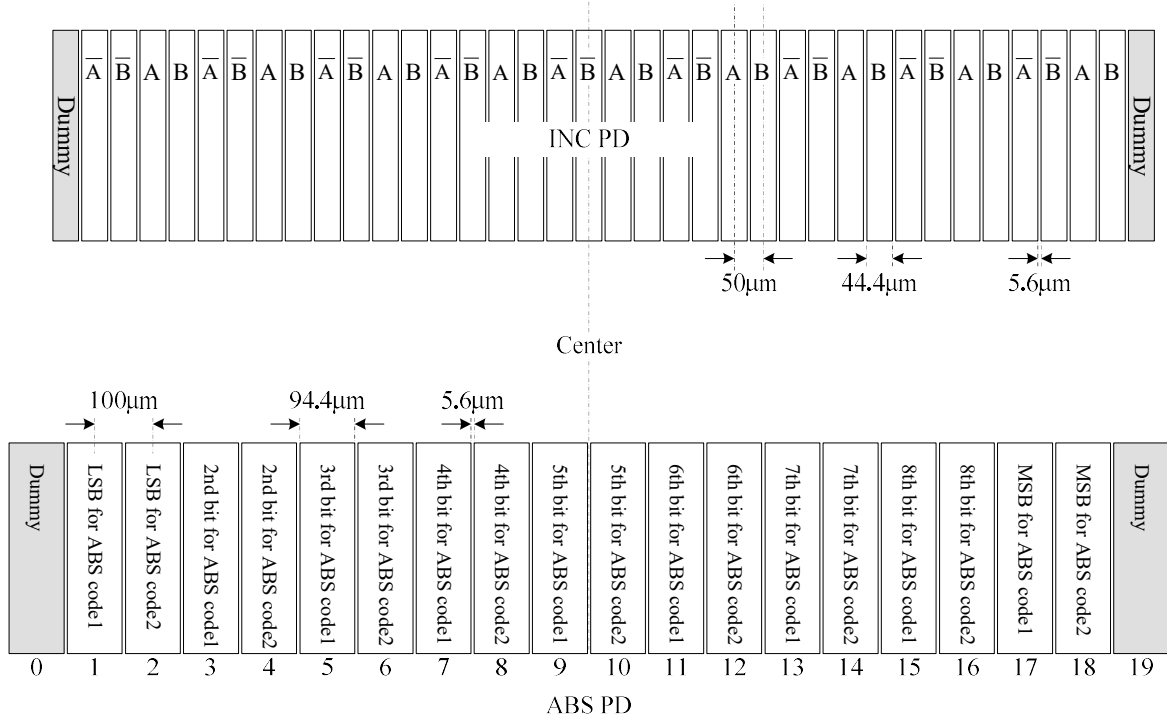 Dummy A̅ B̅ A B A̅ B̅ A B A̅ B̅ A B A̅ B̅ A B A̅ B̅ A B A̅ B̅ A B A̅ B̅ A B A̅ B̅ A B A̅ B̅ A B Dummy
INC PD
50μm 44.4μm 5.6μm
Center
100μm 94.4μm 5.6μm
Dummy
LSB for ABS code1
LSB for ABS code2
2nd bit for ABS code1
2nd bit for ABS code2
3rd bit for ABS code1
3rd bit for ABS code2
4th bit for ABS code1
4th bit for ABS code2
5th bit for ABS code1
5th bit for ABS code2
6th bit for ABS code1
6th bit for ABS code2
7th bit for ABS code1
7th bit for ABS code2
8th bit for ABS code1
8th bit for ABS code2
MSB for ABS code1
MSB for ABS code2
Dummy
0 1 2 3 4 5 6 7 8 9 10 11 12 13 14 15 16 17 18 19
ABS PD